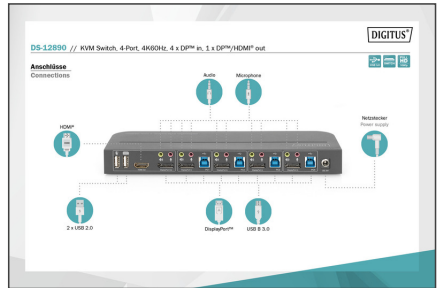 DIGITUS®
DS-12890 // KVM Switch, 4-Port, 4K60Hz, 4 x DP™ in, 1 x DP™/HDMI® out
Anschlüsse
Connections
Audio
Microphone
HDMI®
Netzstecker
Power supply
2 x USB 2.0
DisplayPort™
USB B 3.0